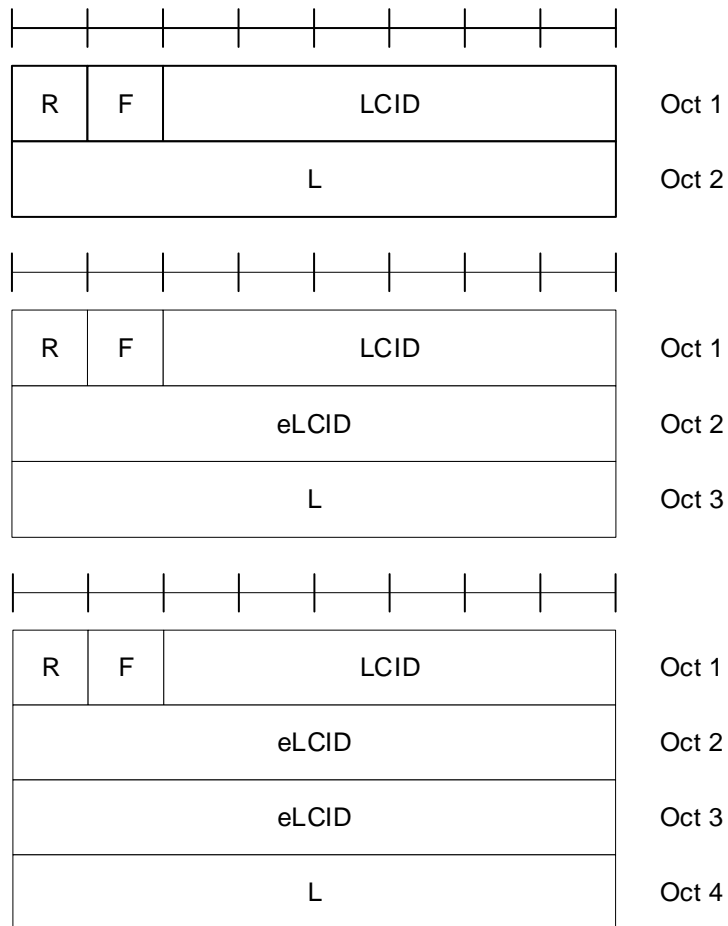 R F LCID Oct 1
L Oct 2
R F LCID Oct 1
eLCID Oct 2
L Oct 3
R F LCID Oct 1
eLCID Oct 2
eLCID Oct 3
L Oct 4